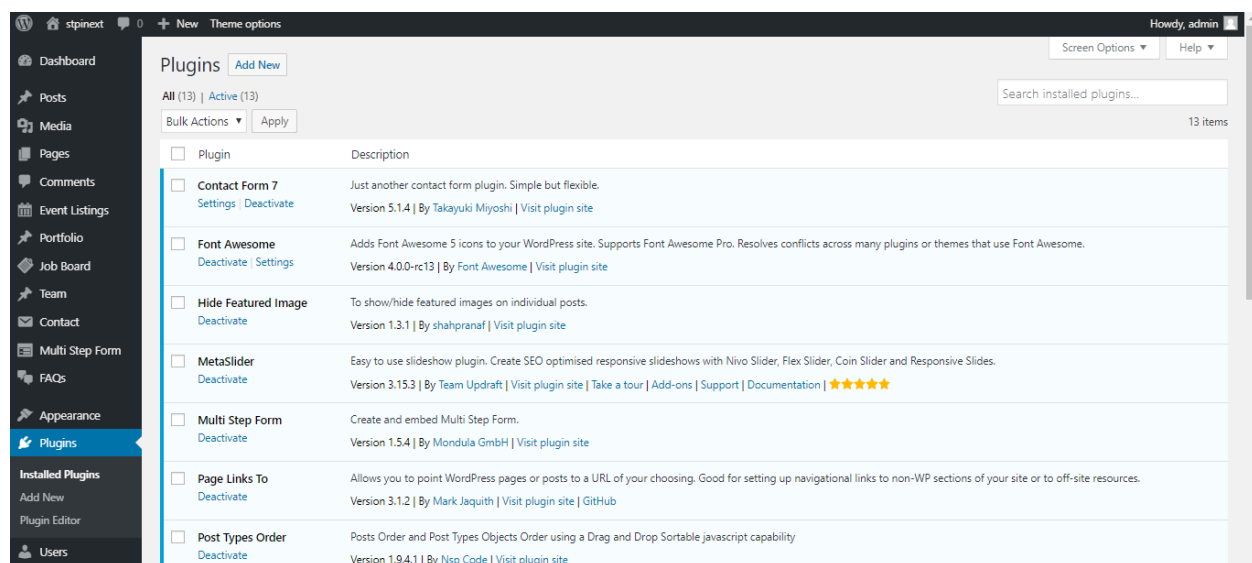 stpinext 0 + New Theme options Howdy, admin
Dashboard
Posts
Media
Pages
Comments
Event Listings
Portfolio
Job Board
Team
Contact
Multi Step Form
FAQs
Appearance
Plugins
Installed Plugins
Add New
Plugin Editor
Users
Screen Options ▼ Help ▼
Plugins Add New
All (13) | Active (13)
Search installed plugins...
Bulk Actions ▼ Apply
13 items
Plugin Description
Contact Form 7
Settings | Deactivate
Just another contact form plugin. Simple but flexible.
Version 5.1.4 | By Takayuki Miyoshi | Visit plugin site
Font Awesome
Deactivate | Settings
Adds Font Awesome 5 icons to your WordPress site. Supports Font Awesome Pro. Resolves conflicts across many plugins or themes that use Font Awesome.
Version 4.0.0-rc13 | By Font Awesome | Visit plugin site
Hide Featured Image
Deactivate
To show/hide featured images on individual posts.
Version 1.3.1 | By shahpranaf | Visit plugin site
MetaSlider
Deactivate
Easy to use slideshow plugin. Create SEO optimised responsive slideshows with Nivo Slider, Flex Slider, Coin Slider and Responsive Slides.
Version 3.15.3 | By Team Updraft | Visit plugin site | Take a tour | Add-ons | Support | Documentation | ★★★★★
Multi Step Form
Deactivate
Create and embed Multi Step Form.
Version 1.5.4 | By Mondula GmbH | Visit plugin site
Page Links To
Deactivate
Allows you to point WordPress pages or posts to a URL of your choosing. Good for setting up navigational links to non-WP sections of your site or to off-site resources.
Version 3.1.2 | By Mark Jaquith | Visit plugin site | GitHub
Post Types Order
Deactivate
Posts Order and Post Types Objects Order using a Drag and Drop Sortable javascript capability
Version 1.9.4.1 | By Nsp Code | Visit plugin site